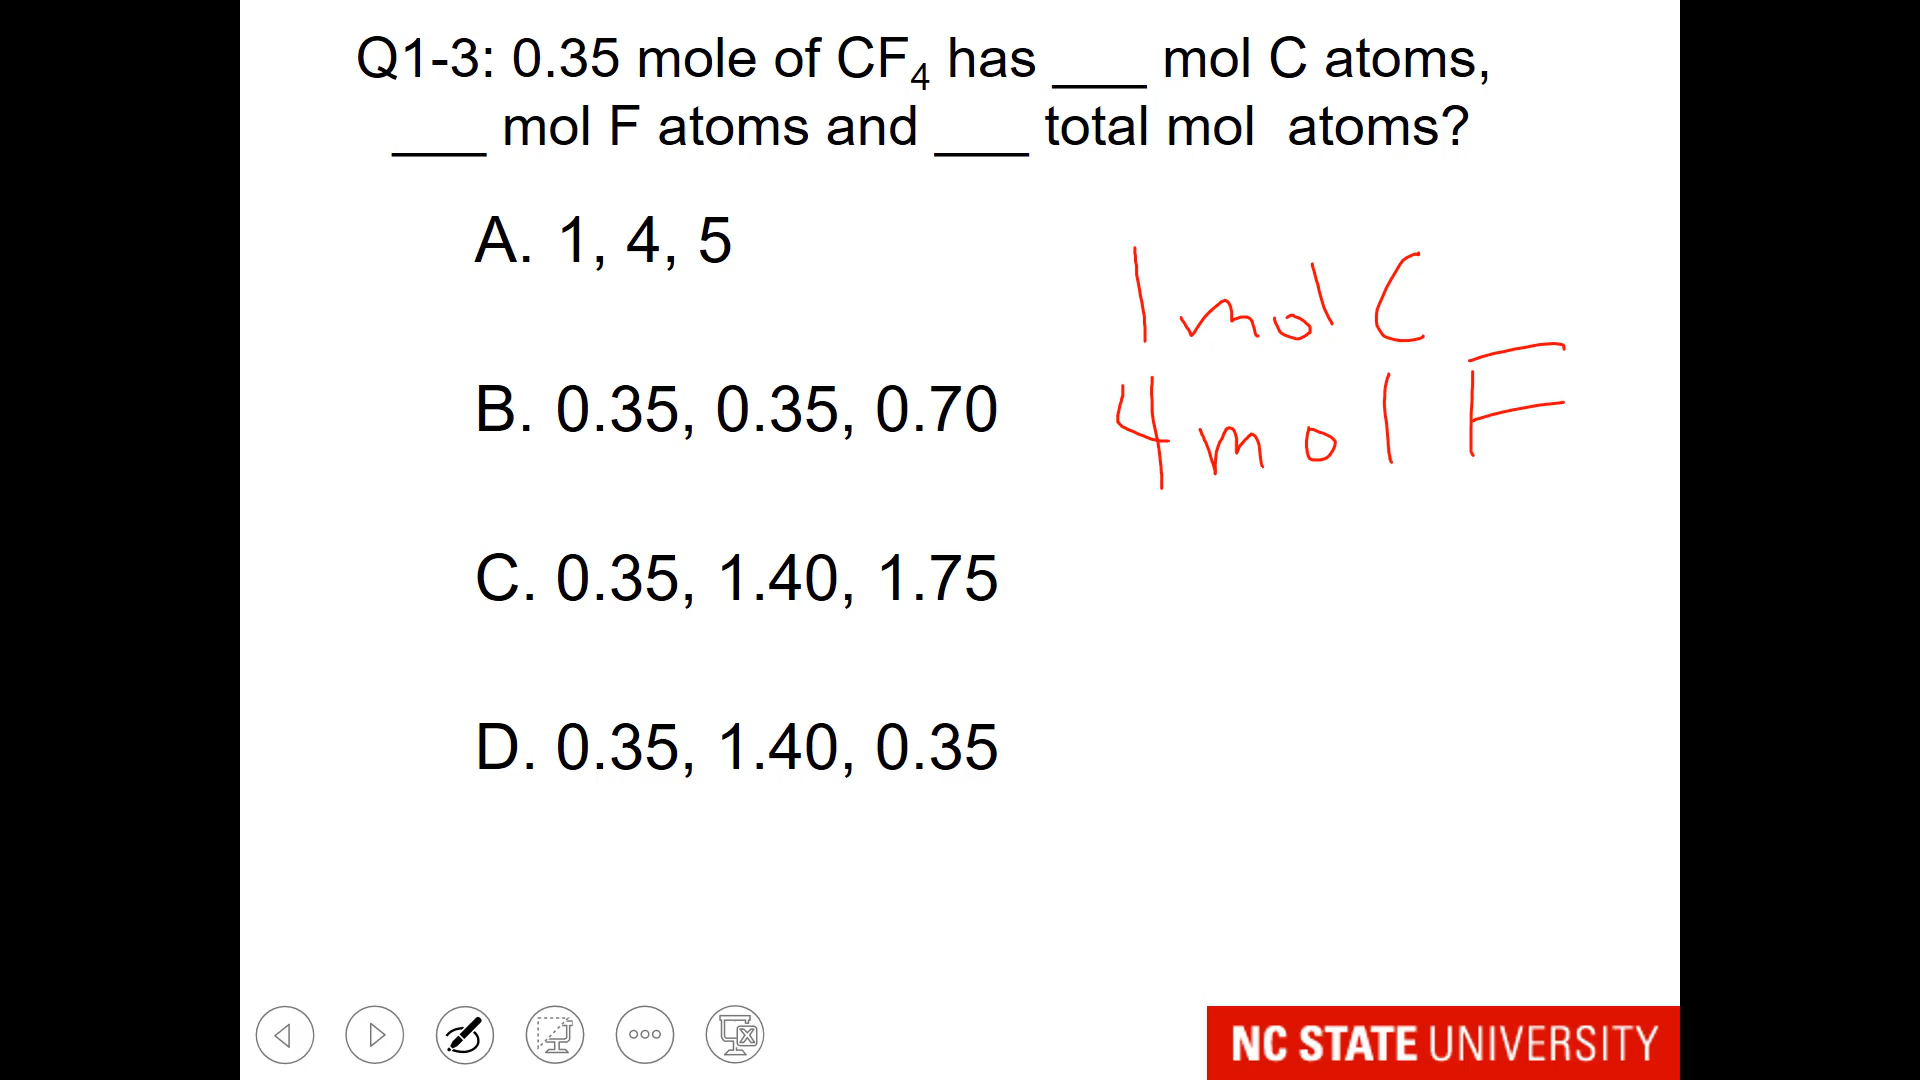 Q1-3: 0.35 mole of CF₄ has ___ mol C atoms,
___ mol F atoms and ___ total mol atoms?
A. 1, 4, 5
1 mol C
B. 0.35, 0.35, 0.70
4 mol F
C. 0.35, 1.40, 1.75
D. 0.35, 1.40, 0.35
NC STATE UNIVERSITY